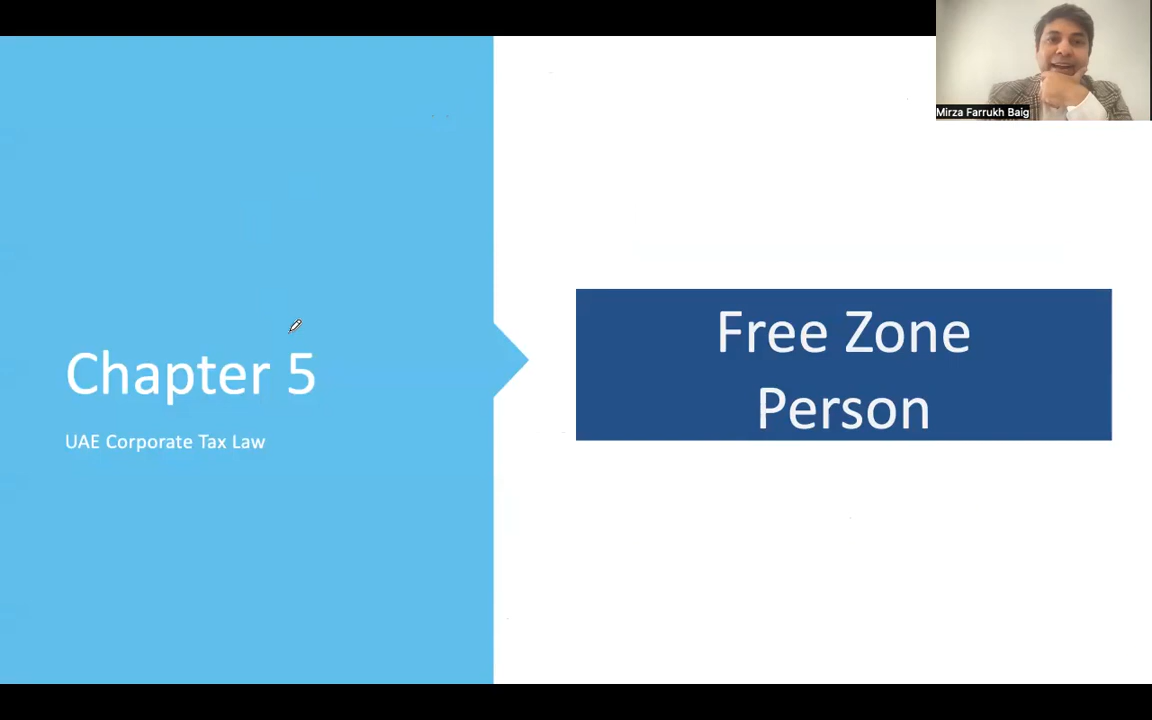 Mirza Farrukh Baig
Chapter 5
UAE Corporate Tax Law
Free Zone
Person